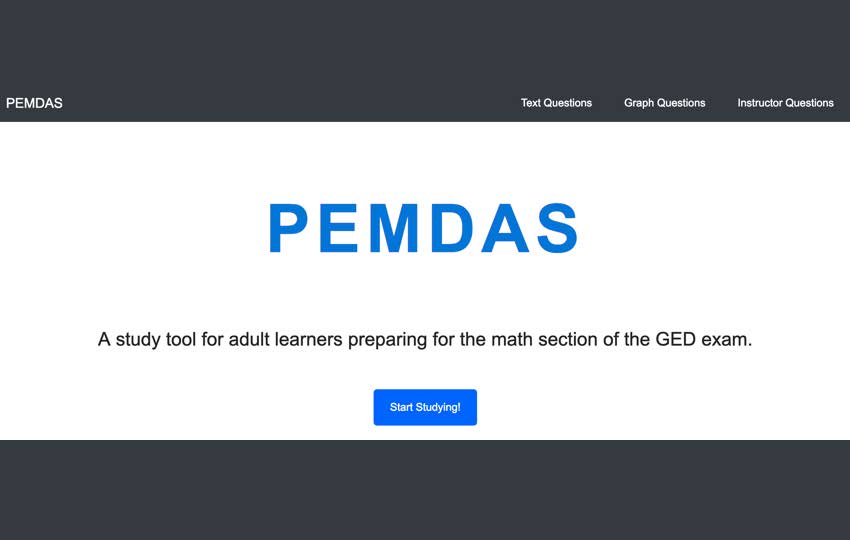 PEMDAS
Text Questions Graph Questions Instructor Questions
PEMDAS
A study tool for adult learners preparing for the math section of the GED exam.
Start Studying!